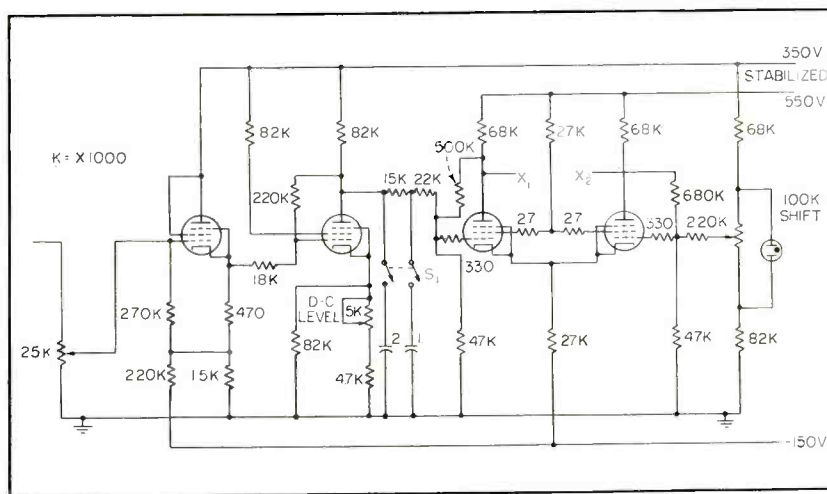 350V
STABILIZED
550V
82K
82K
68K
27K
68K
68K
K = X 1000
500K
220K
15K
22K
X1
X2
680K
100K
SHIFT
27
27
330
220K
18K
330
S1
D-C
LEVEL
5K
270K
470
25K
82K
2
1
47K
27K
47K
82K
220K
15K
47K
-150V